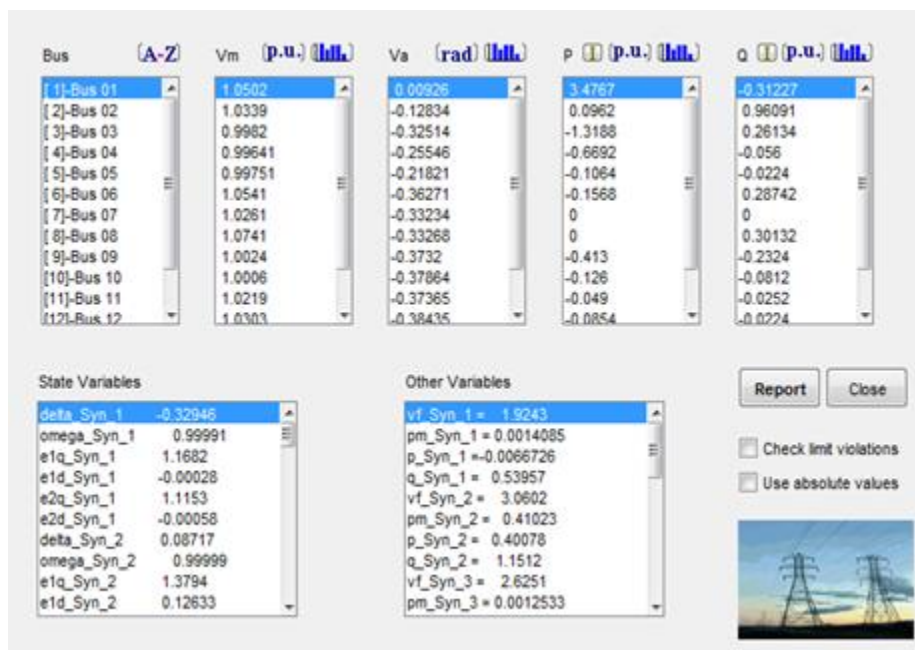 Bus (A-Z) Vm (p.u.) Va (rad) P (p.u.) Q (p.u.)
[ 1]-Bus 01 1.0502 0.00926 3.4767 -0.31227
[ 2]-Bus 02 1.0339 -0.12834 0.0962 0.96091
[ 3]-Bus 03 0.9982 -0.32514 -1.3188 0.26134
[ 4]-Bus 04 0.99641 -0.25546 -0.6692 -0.056
[ 5]-Bus 05 0.99751 -0.21821 -0.1064 -0.0224
[ 6]-Bus 06 1.0541 -0.36271 -0.1568 0.28742
[ 7]-Bus 07 1.0261 -0.33234 0 0
[ 8]-Bus 08 1.0741 -0.33268 0 0.30132
[ 9]-Bus 09 1.0024 -0.3732 -0.413 -0.2324
[10]-Bus 10 1.0006 -0.37864 -0.126 -0.0812
[11]-Bus 11 1.0219 -0.37365 -0.049 -0.0252
[12]-Bus 12 1.0303 -0.38435 -0.0854 -0.0224
State Variables
delta_Syn_1 -0.32946
omega_Syn_1 0.99991
e1q_Syn_1 1.1682
e1d_Syn_1 -0.00028
e2q_Syn_1 1.1153
e2d_Syn_1 -0.00058
delta_Syn_2 0.08717
omega_Syn_2 0.99999
e1q_Syn_2 1.3794
e1d_Syn_2 0.12633
Other Variables
vf_Syn_1 = 1.9243
pm_Syn_1 = 0.0014085
p_Syn_1 =-0.0066726
q_Syn_1 = 0.53957
vf_Syn_2 = 3.0602
pm_Syn_2 = 0.41023
p_Syn_2 = 0.40078
q_Syn_2 = 1.1512
vf_Syn_3 = 2.6251
pm_Syn_3 = 0.0012533
Report Close
Check limit violations
Use absolute values